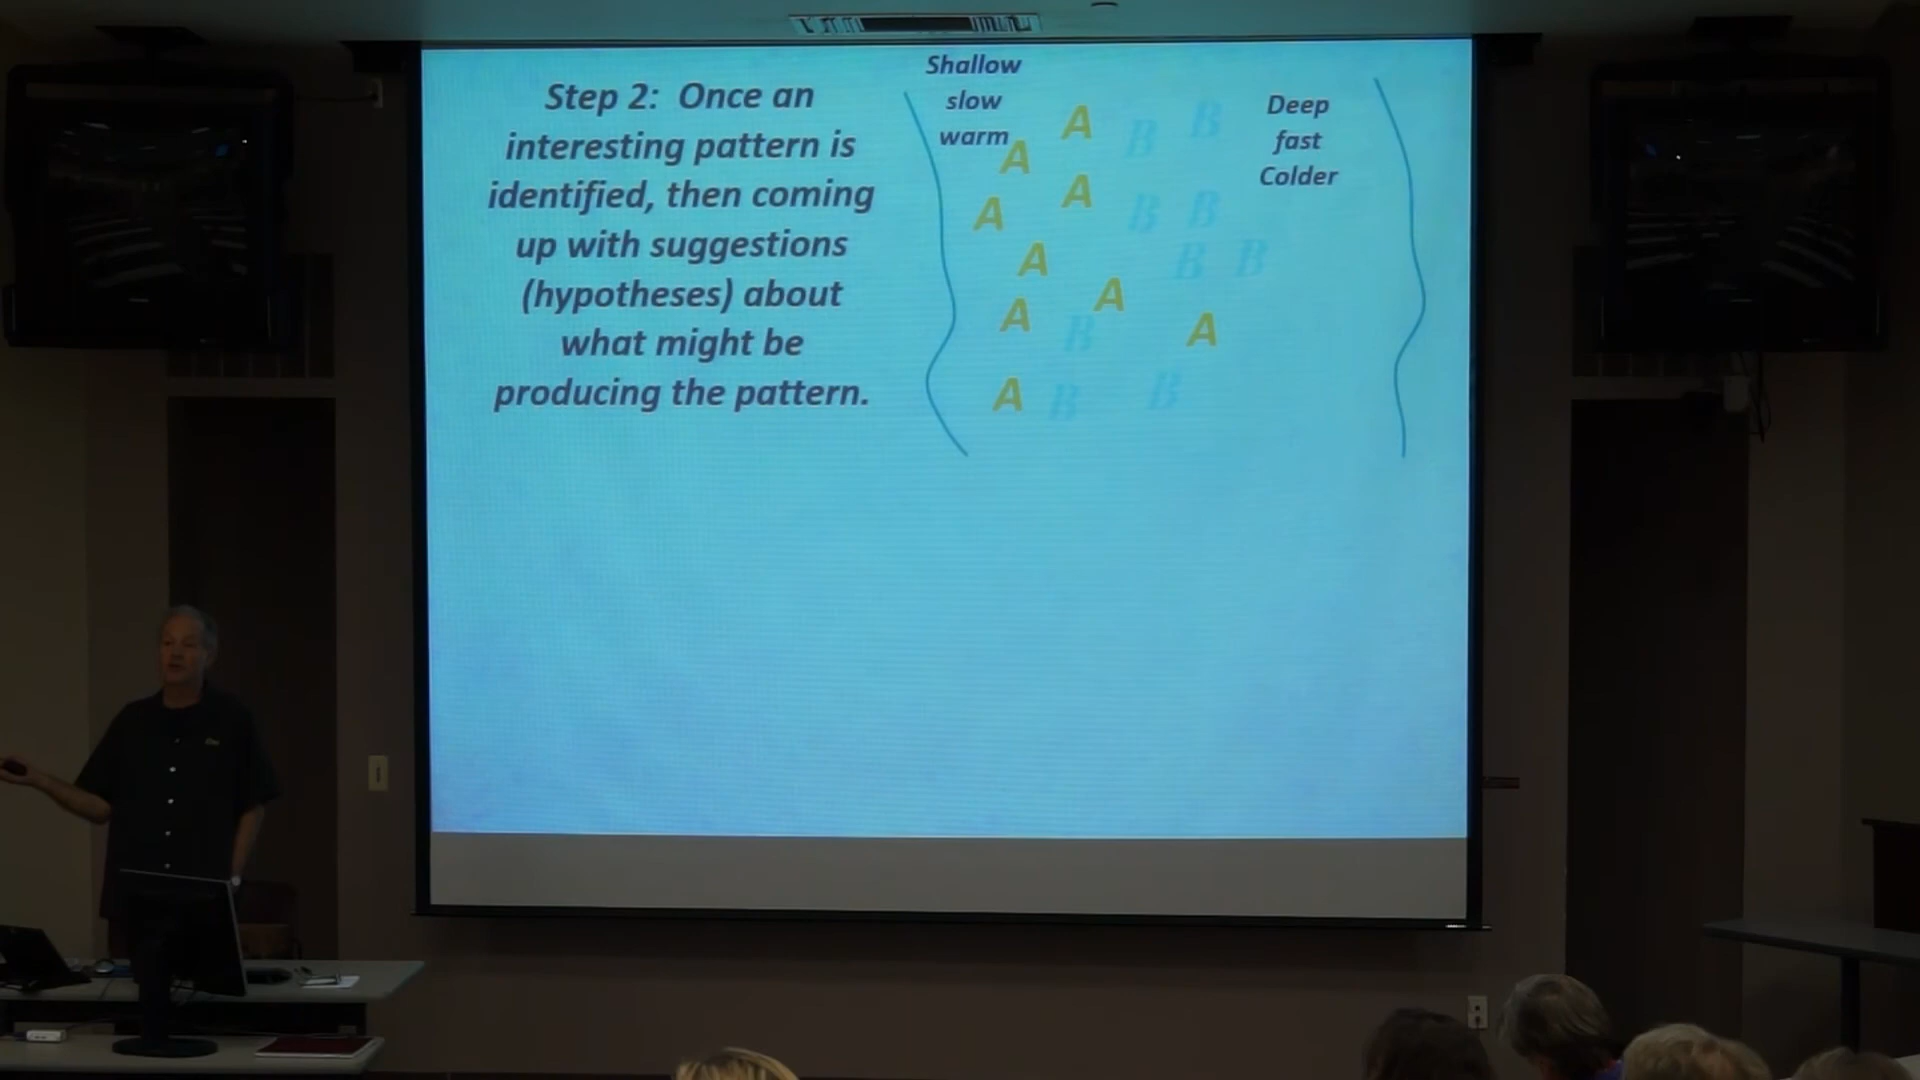 Step 2: Once an
interesting pattern is
identified, then coming
up with suggestions
(hypotheses) about
what might be
producing the pattern.
Shallow
slow
warm
Deep
fast
Colder
A B B
A
A
A B B
A B B
A
A B A
A B B